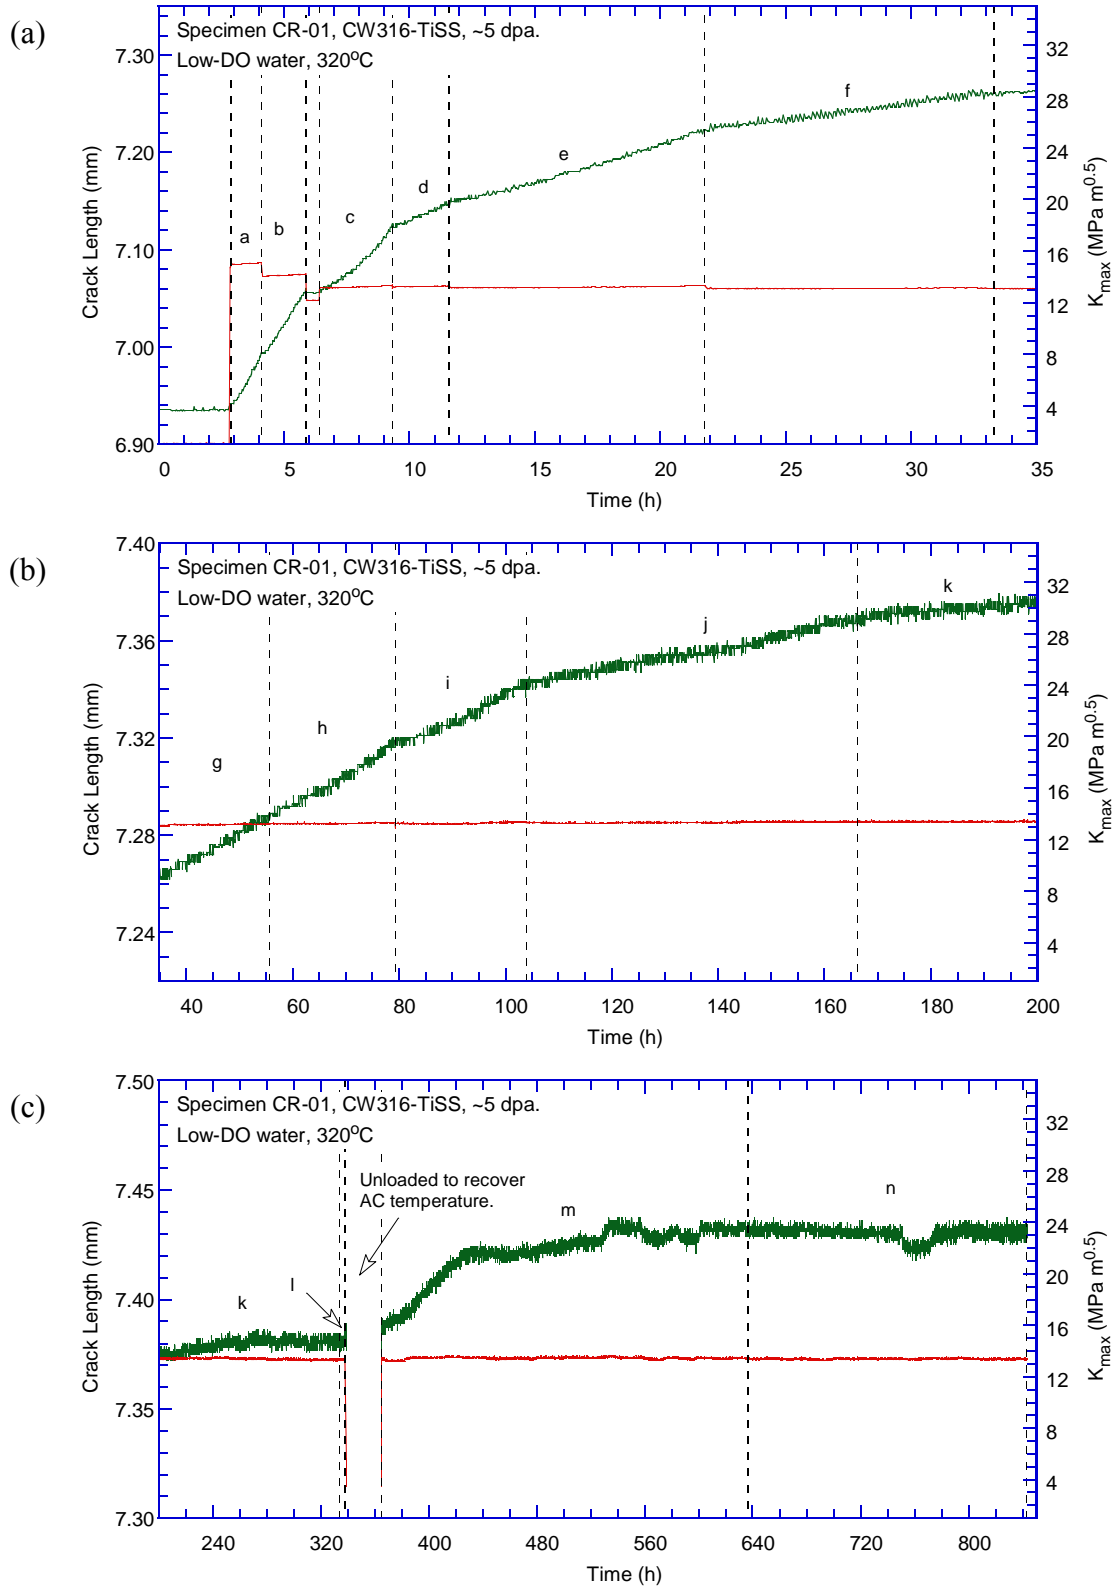 (a)
Specimen CR-01, CW316-TiSS, ~5 dpa.
Low-DO water, 320°C
Crack Length (mm)
7.30
7.20
7.10
7.00
6.90
a
b
c
d
e
f
32
28
24
20
16
12
8
4
K_max (MPa m^0.5)
0 5 10 15 20 25 30 35
Time (h)
(b)
Specimen CR-01, CW316-TiSS, ~5 dpa.
Low-DO water, 320°C
Crack Length (mm)
7.40
7.36
7.32
7.28
7.24
g
h
i
j
k
32
28
24
20
16
12
8
4
K_max (MPa m^0.5)
40 60 80 100 120 140 160 180 200
Time (h)
(c)
Specimen CR-01, CW316-TiSS, ~5 dpa.
Low-DO water, 320°C
Unloaded to recover
AC temperature.
Crack Length (mm)
7.50
7.45
7.40
7.35
7.30
k
l
m
n
32
28
24
20
16
12
8
4
K_max (MPa m^0.5)
240 320 400 480 560 640 720 800
Time (h)